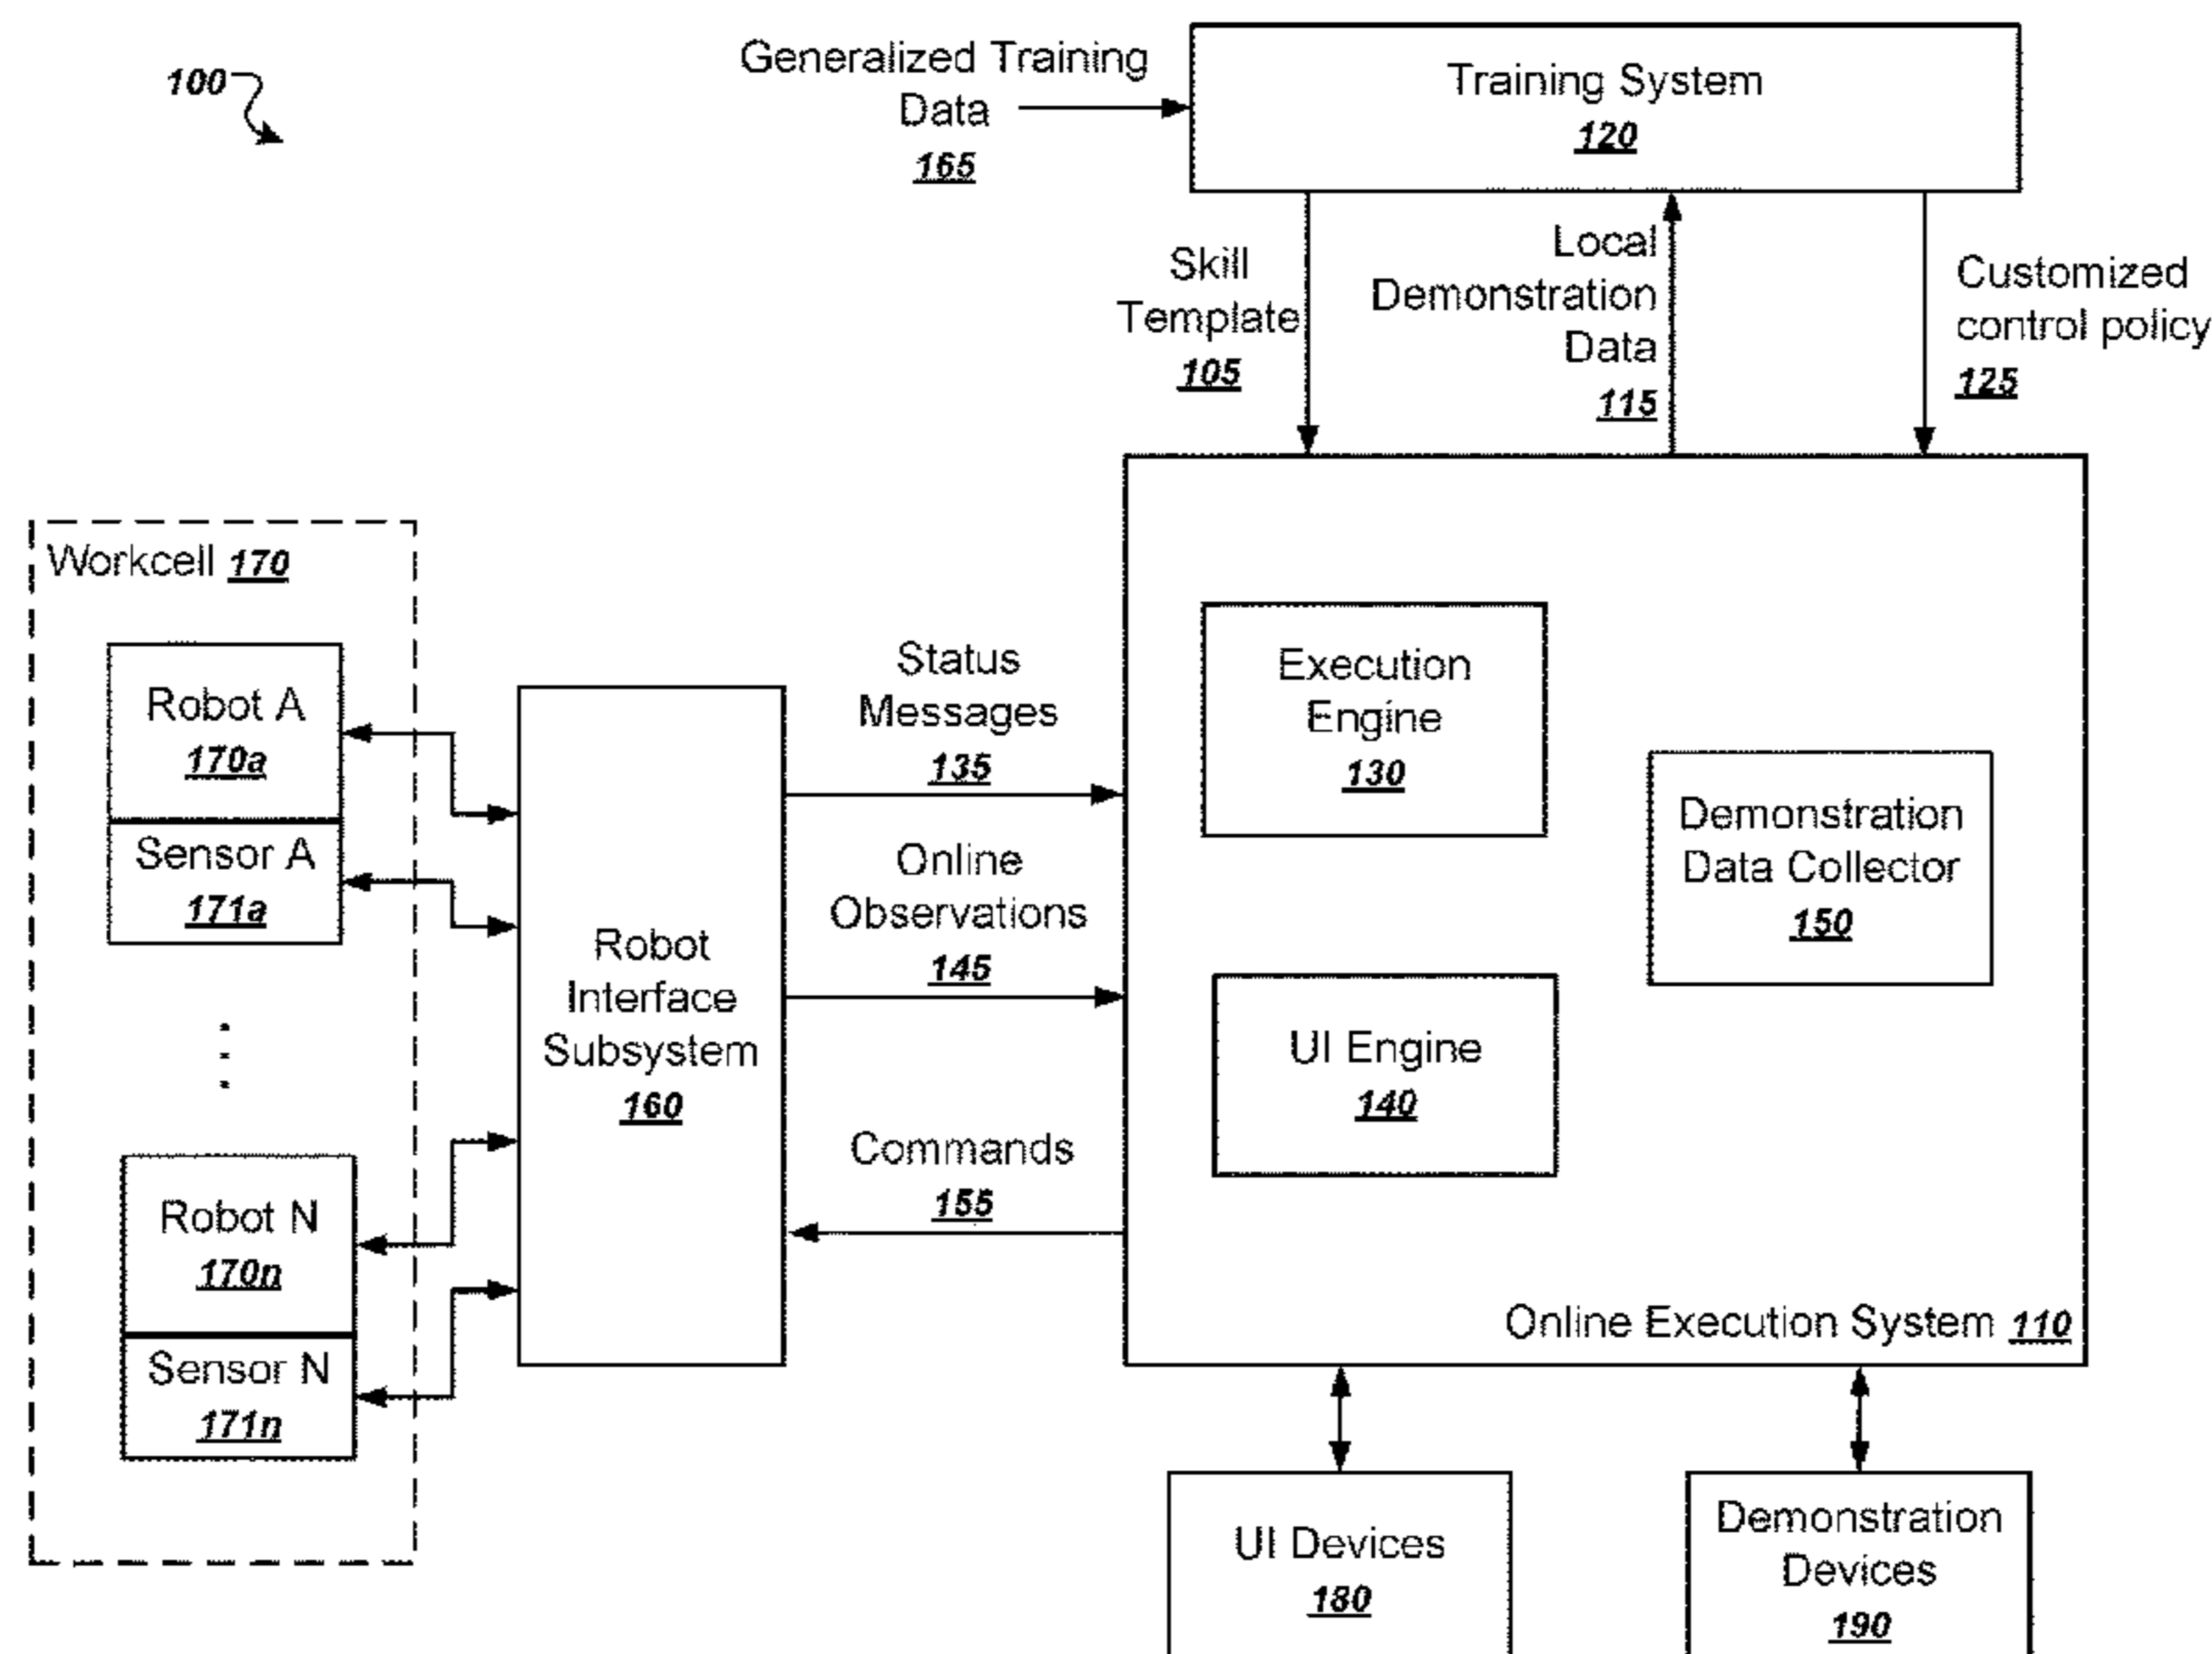 100
Generalized Training
Data
165
Training System
120
Skill
Template
105
Local
Demonstration
Data
115
Customized
control policy
125
Workcell 170
Robot A
170a
Sensor A
171a
Robot N
170n
Sensor N
171n
Robot
Interface
Subsystem
160
Status
Messages
135
Online
Observations
145
Commands
155
Execution
Engine
130
Demonstration
Data Collector
150
UI Engine
140
Online Execution System 110
UI Devices
180
Demonstration
Devices
190